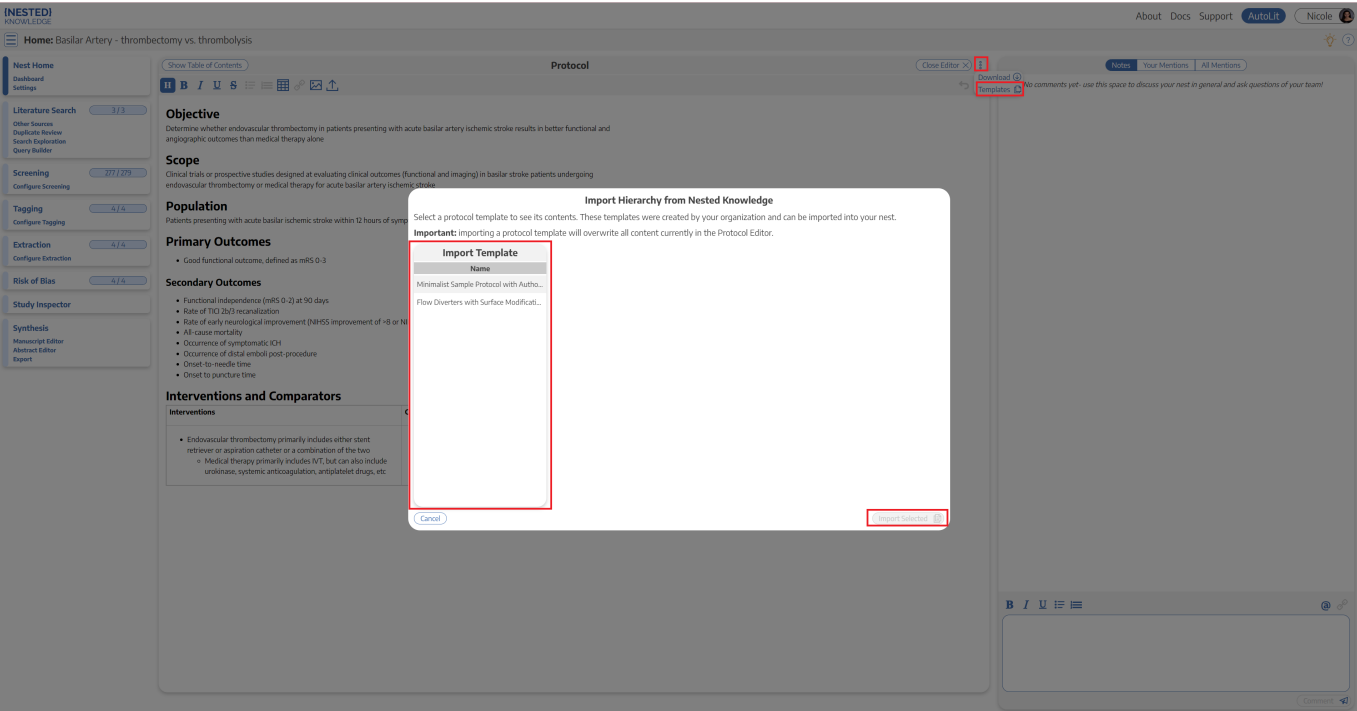 {NESTED}
KNOWLEDGE
About Docs Support AutoLit Nicole
Home: Basilar Artery - thrombectomy vs. thrombolysis
Nest Home
Dashboard
Settings
Literature Search 3 / 3
Other Sources
Duplicate Review
Search Exploration
Query Builder
Screening 277 / 279
Configure Screening
Tagging 4 / 4
Configure Tagging
Extraction 4 / 4
Configure Extraction
Risk of Bias 4 / 4
Study Inspector
Synthesis
Manuscript Editor
Abstract Editor
Export
Show Table of Contents
Protocol
Close Editor
Download
Templates
H B I U S
Objective
Determine whether endovascular thrombectomy in patients presenting with acute basilar artery ischemic stroke results in better functional and
angiographic outcomes than medical therapy alone
Scope
Clinical trials or prospective studies designed at evaluating clinical outcomes (functional and imaging) in basilar stroke patients undergoing
endovascular thrombectomy or medical therapy for acute basilar artery ischemic stroke
Population
Patients presenting with acute basilar ischemic stroke within 12 hours of symp
Primary Outcomes
• Good functional outcome, defined as mRS 0-3
Secondary Outcomes
• Functional independence (mRS 0-2) at 90 days
• Rate of TICI 2b/3 recanalization
• Rate of early neurological improvement (NIHSS improvement of >8 or NI
• All-cause mortality
• Occurrence of symptomatic ICH
• Occurrence of distal emboli post-procedure
• Onset-to-needle time
• Onset to puncture time
Interventions and Comparators
Interventions
• Endovascular thrombectomy primarily includes either stent
retriever or aspiration catheter or a combination of the two
Medical therapy primarily includes IVT, but can also include
urokinase, systemic anticoagulation, antiplatelet drugs, etc
Import Hierarchy from Nested Knowledge
Select a protocol template to see its contents. These templates were created by your organization and can be imported into your nest.
Important: importing a protocol template will overwrite all content currently in the Protocol Editor.
Import Template
Name
Minimalist Sample Protocol with Autho...
Flow Diverters with Surface Modificati...
Cancel
Import Selected
Notes Your Mentions All Mentions
No comments yet- use this space to discuss your nest in general and ask questions of your team!
B I U @
Comment